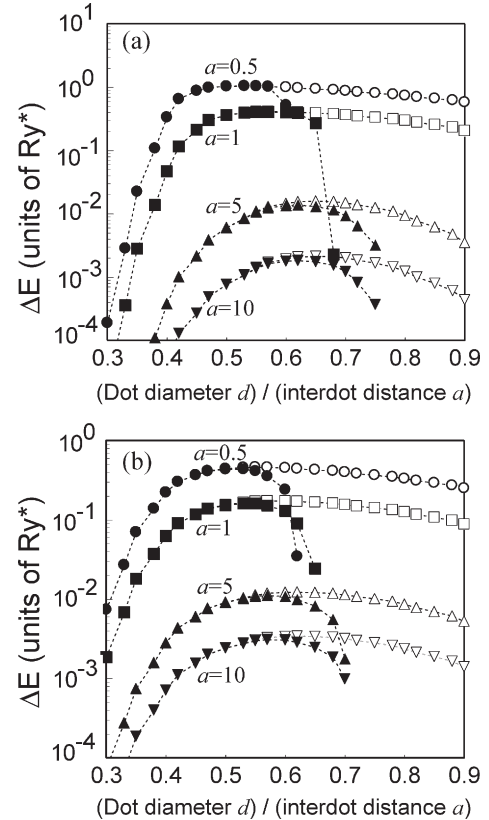 (a)
10^1
10^0
10^-1
10^-2
10^-3
10^-4
ΔE (units of Ry*)
a=0.5
a=1
a=5
a=10
0.3 0.4 0.5 0.6 0.7 0.8 0.9
(Dot diameter d) / (interdot distance a)
(b)
10^0
10^-1
10^-2
10^-3
10^-4
ΔE (units of Ry*)
a=0.5
a=1
a=5
a=10
0.3 0.4 0.5 0.6 0.7 0.8 0.9
(Dot diameter d) / (interdot distance a)